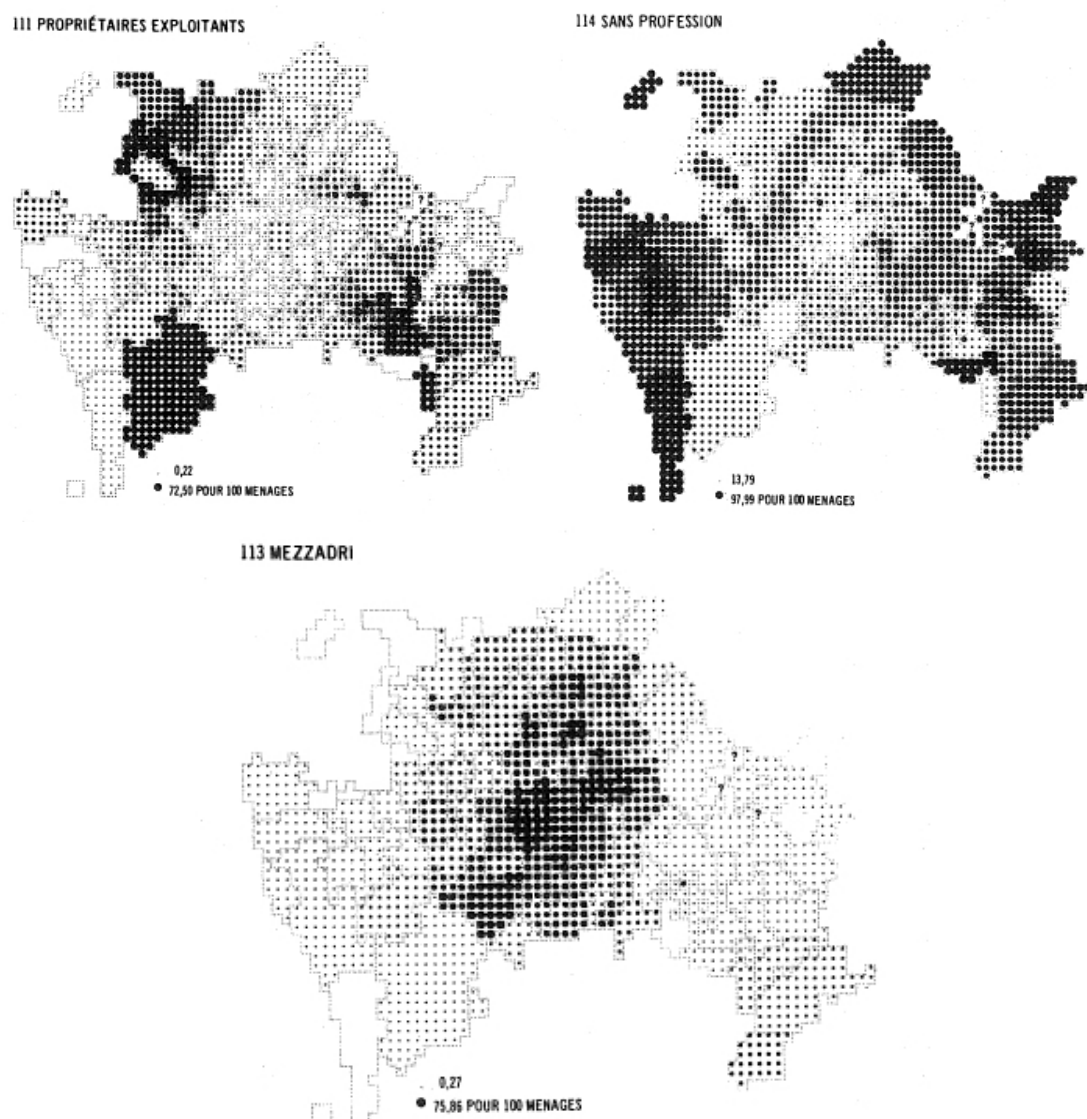 111 PROPRIÉTAIRES EXPLOITANTS
114 SANS PROFESSION
?
?
?
?
?
0,22
72,50 POUR 100 MENAGES
13,79
97,99 POUR 100 MENAGES
113 MEZZADRI
?
?
?
0,27
75,86 POUR 100 MENAGES